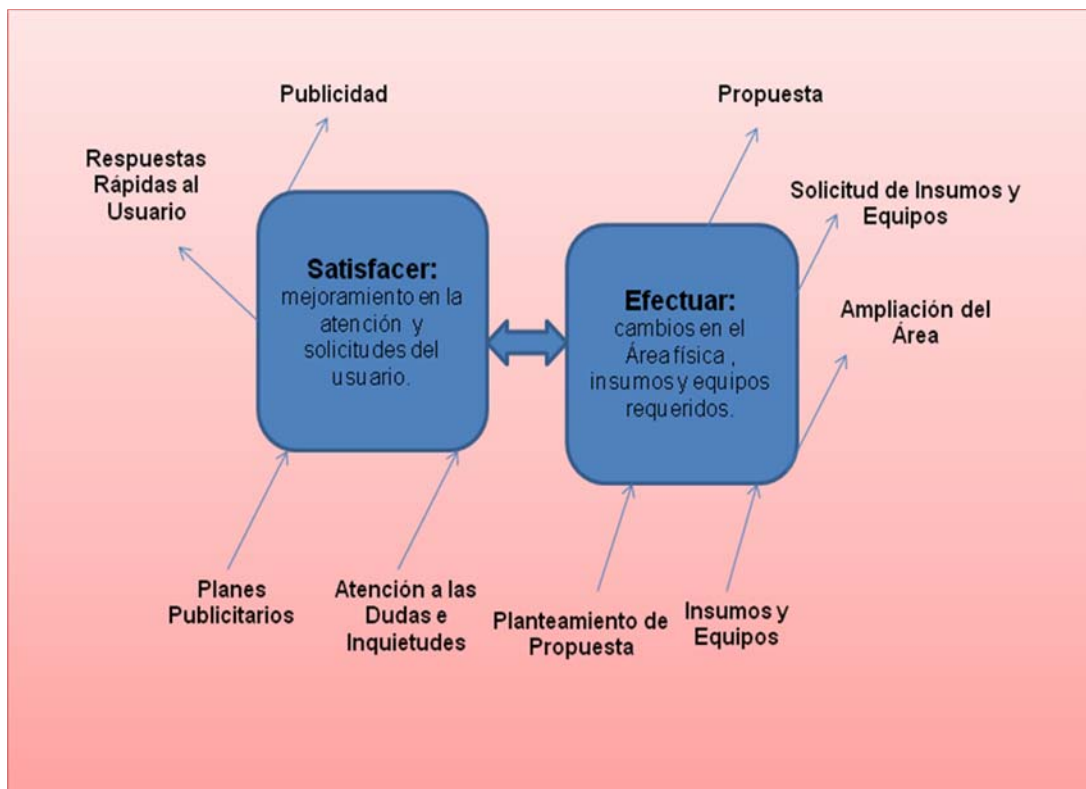 Publicidad
Propuesta
Respuestas
Rápidas al
Usuario
Solicitud de Insumos y
Equipos
Satisfacer:
mejoramiento en la
atención y
solicitudes del
usuario.
Efectuar:
cambios en el
Área física ,
insumos y equipos
requeridos.
Ampliación del
Área
Planes
Publicitarios
Atención a las
Dudas e
Inquietudes
Planteamiento de
Propuesta
Insumos y
Equipos